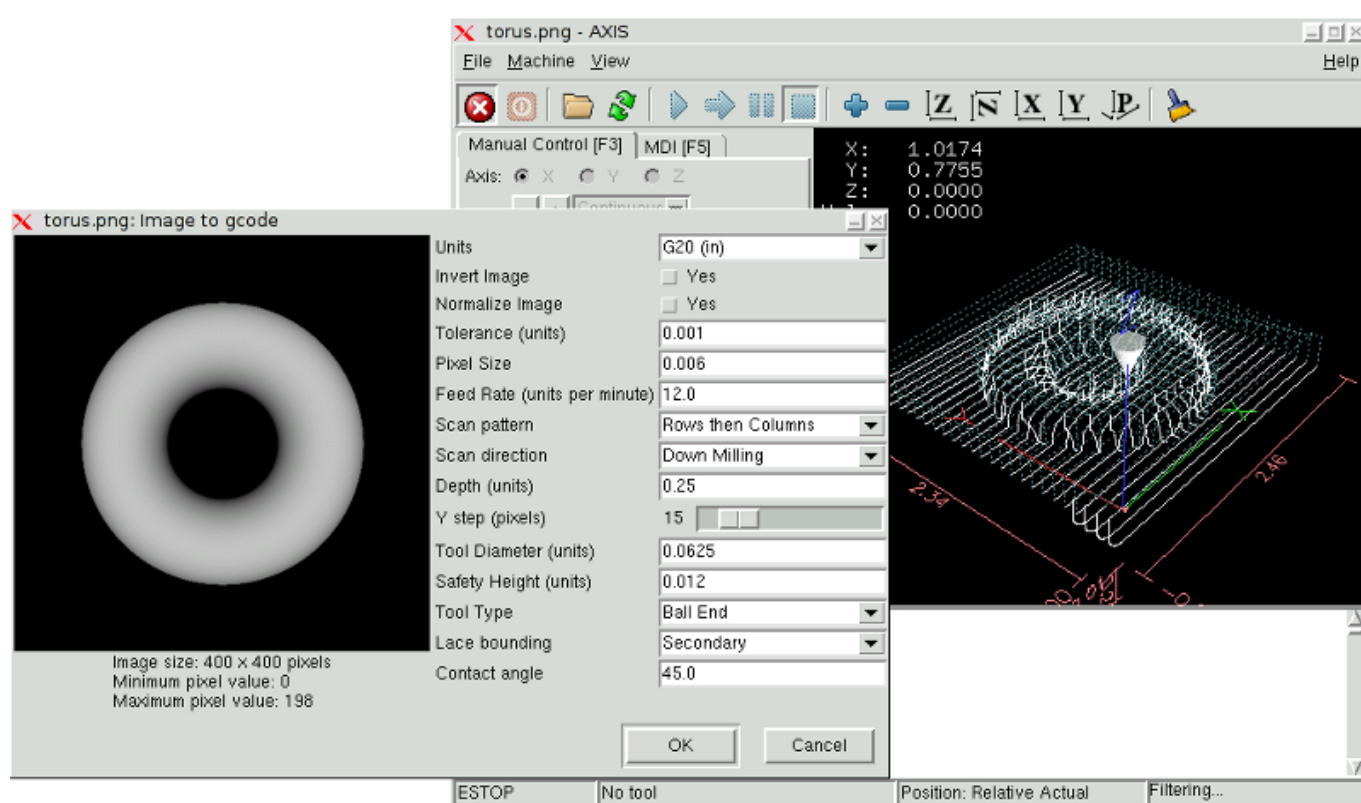 torus.png - AXIS
File Machine View Help
Z N X Y P
Manual Control [F3] MDI [F5]
Axis: X Y Z
Continuous
X: 1.0174
Y: 0.7755
Z: 0.0000
0.0000
torus.png: Image to gcode
Units G20 (in)
Invert Image Yes
Normalize Image Yes
Tolerance (units) 0.001
Pixel Size 0.006
Feed Rate (units per minute) 12.0
Scan pattern Rows then Columns
Scan direction Down Milling
Depth (units) 0.25
Y step (pixels) 15
Tool Diameter (units) 0.0625
Safety Height (units) 0.012
Tool Type Ball End
Lace bounding Secondary
Contact angle 45.0
Image size: 400 x 400 pixels
Minimum pixel value: 0
Maximum pixel value: 198
OK Cancel
X Y
2.34 2.46
ESTOP No tool Position: Relative Actual Filtering...